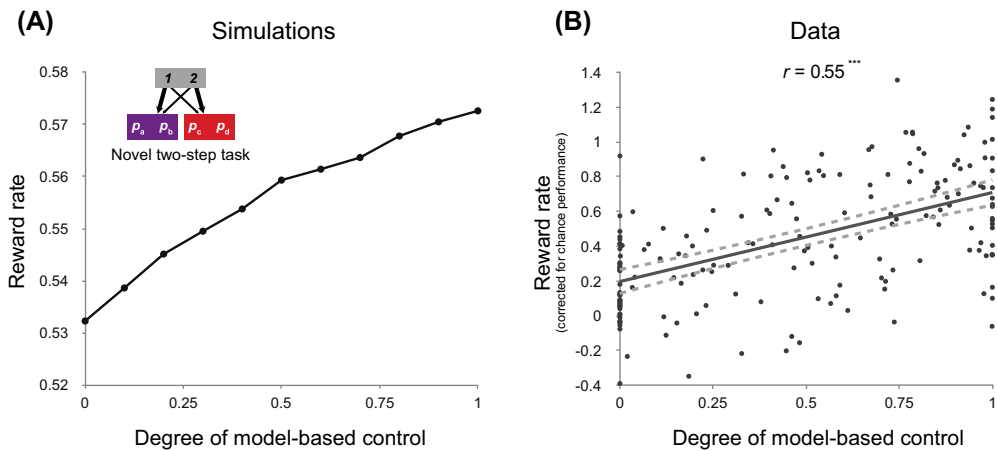 (A)
Simulations
Reward rate
0.58
0.57
0.56
0.55
0.54
0.53
0.52
1 2
pa pb pc pd
Novel two-step task
0 0.25 0.5 0.75 1
Degree of model-based control
(B)
Data
r = 0.55 ***
Reward rate
(corrected for chance performance)
1.4
1.2
1
0.8
0.6
0.4
0.2
0
-0.2
-0.4
0 0.25 0.5 0.75 1
Degree of model-based control